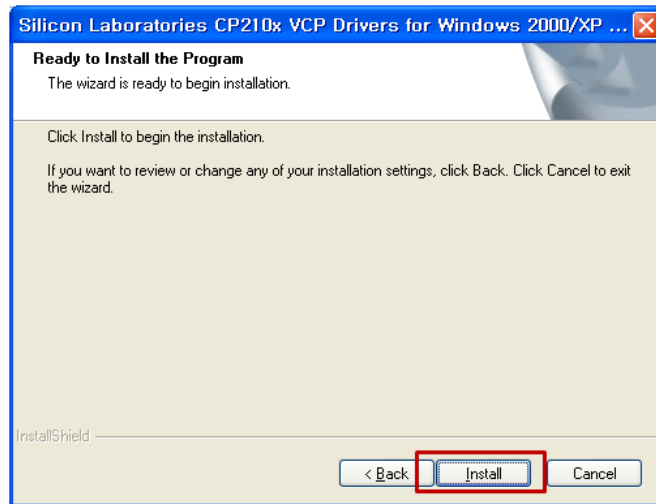 Silicon Laboratories CP210x VCP Drivers for Windows 2000/XP ...
Ready to Install the Program
The wizard is ready to begin installation.
Click Install to begin the installation.
If you want to review or change any of your installation settings, click Back. Click Cancel to exit
the wizard.
InstallShield
< Back Install Cancel